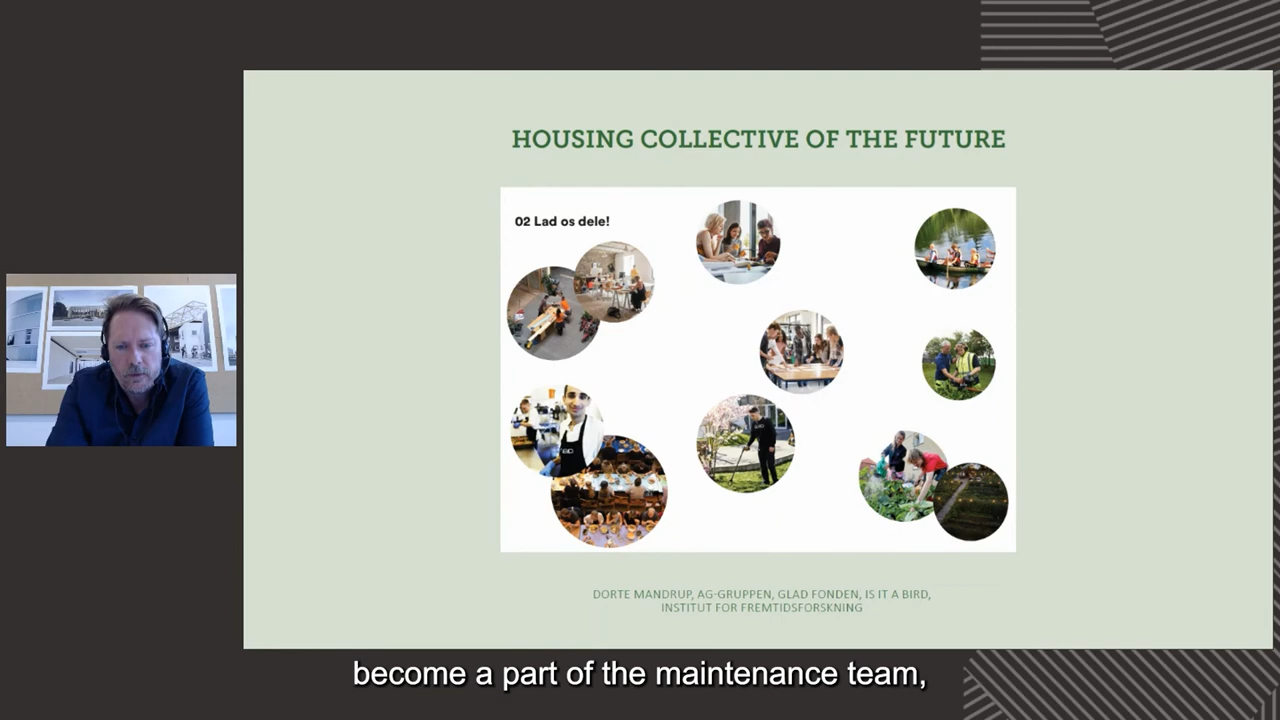 HOUSING COLLECTIVE OF THE FUTURE
02 Lad os dele!
DORTE MANDRUP, AG-GRUPPEN, GLAD FONDEN, IS IT A BIRD,
INSTITUT FOR FREMTIDSFORSKNING
become a part of the maintenance team,